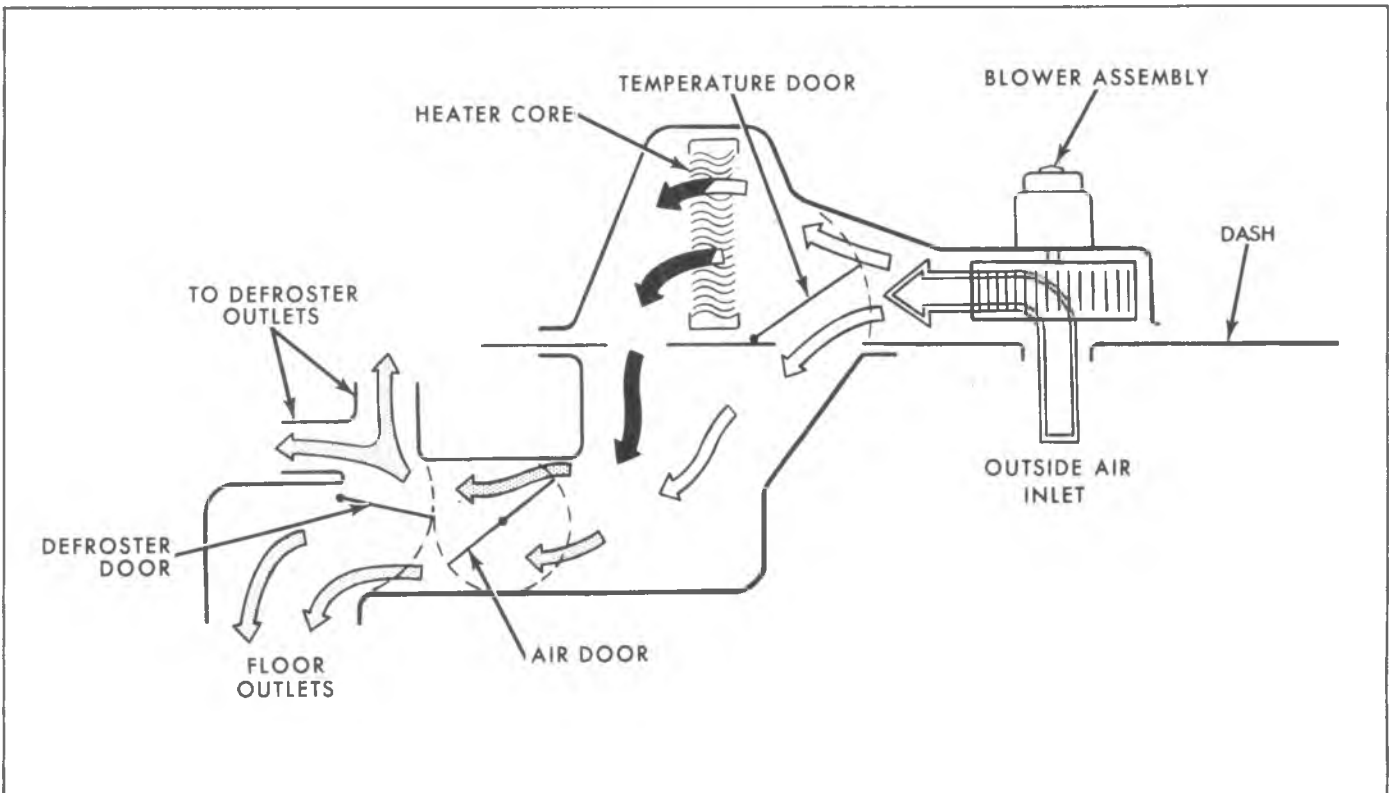 BLOWER ASSEMBLY
TEMPERATURE DOOR
HEATER CORE
DASH
TO DEFROSTER
OUTLETS
OUTSIDE AIR
INLET
DEFROSTER
DOOR
AIR DOOR
FLOOR
OUTLETS